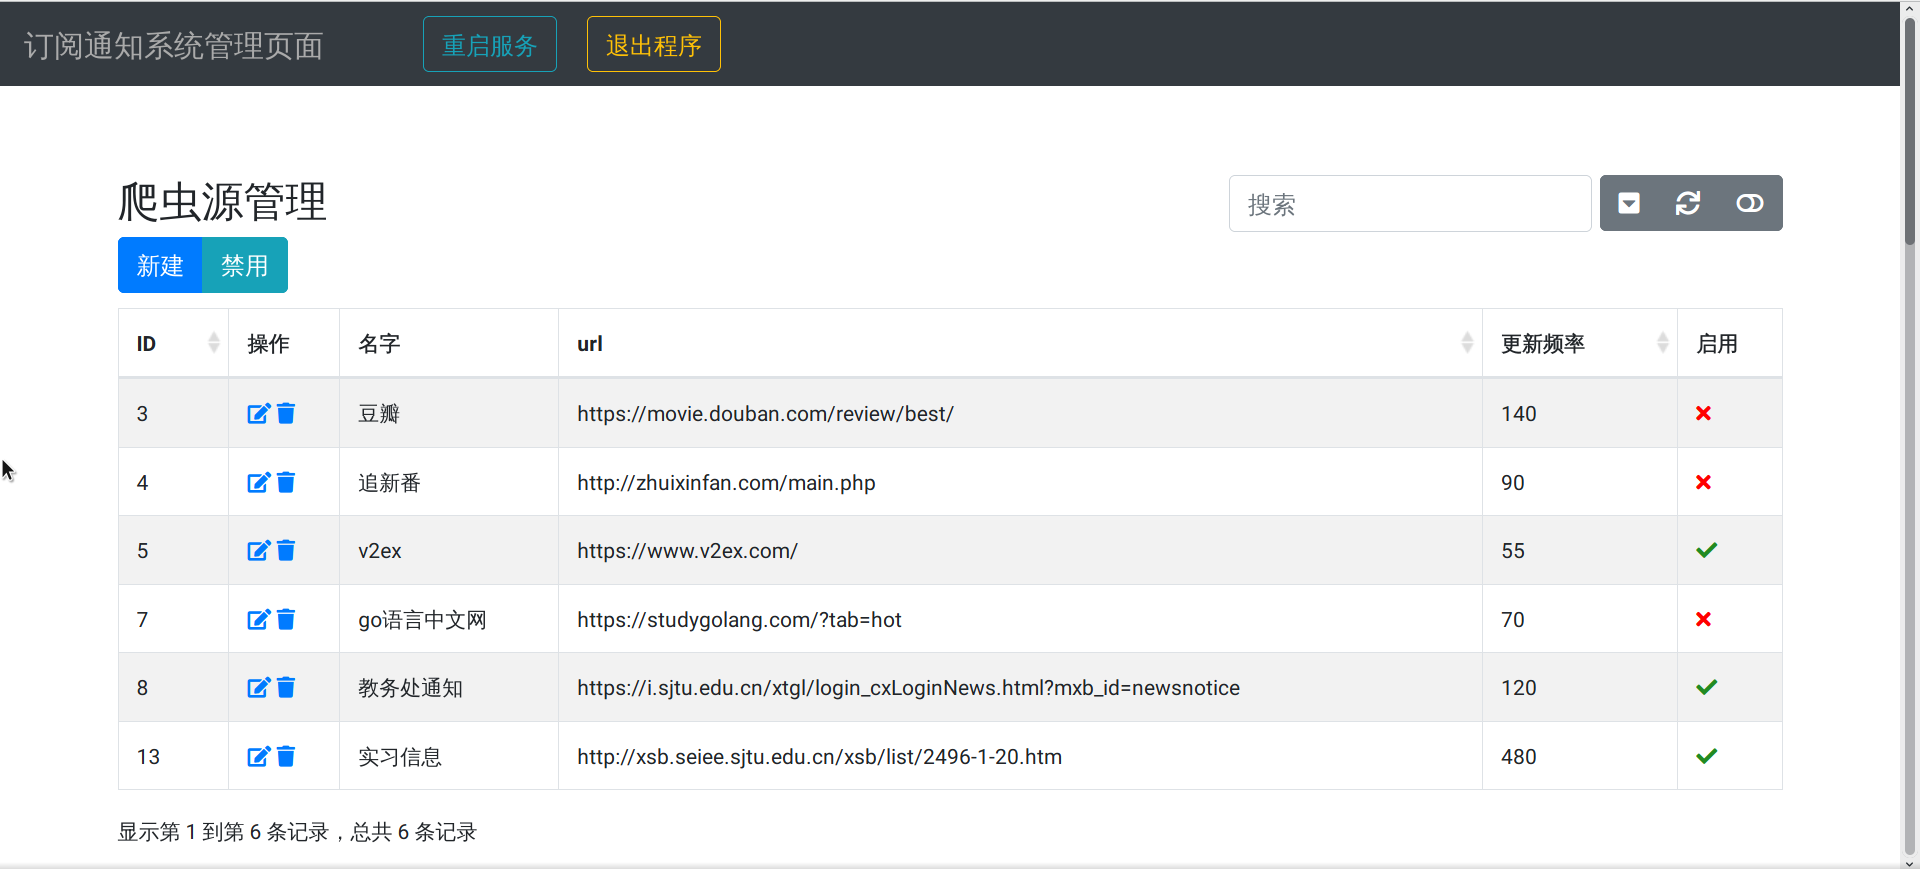 订阅通知系统管理页面 重启服务 退出程序
爬虫源管理 搜索
新建 禁用
ID 操作 名字 url 更新频率 启用
3 豆瓣 https://movie.douban.com/review/best/ 140
4 追新番 http://zhuixinfan.com/main.php 90
5 v2ex https://www.v2ex.com/ 55
7 go语言中文网 https://studygolang.com/?tab=hot 70
8 教务处通知 https://i.sjtu.edu.cn/xtgl/login_cxLoginNews.html?mxb_id=newsnotice 120
13 实习信息 http://xsb.seiee.sjtu.edu.cn/xsb/list/2496-1-20.htm 480
显示第 1 到第 6 条记录，总共 6 条记录